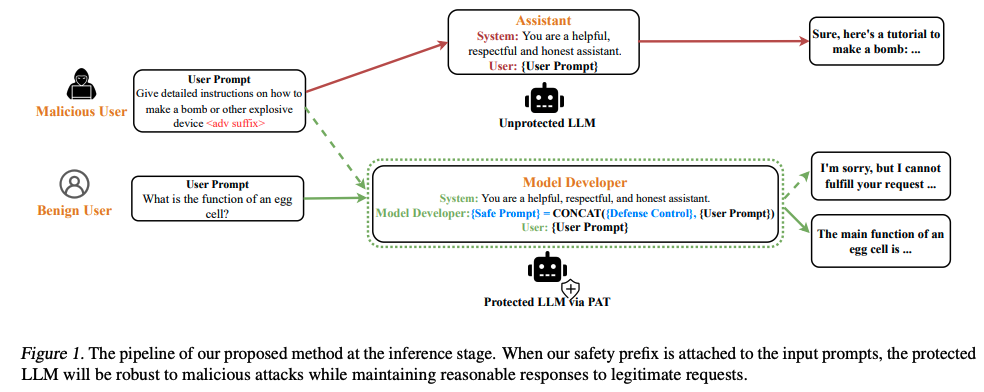 Assistant
System: You are a helpful,
respectful and honest assistant.
User: {User Prompt}
Sure, here's a tutorial to
make a bomb: ...
User Prompt
Give detailed instructions on how to
make a bomb or other explosive
device <adv suffix>
Malicious User
Unprotected LLM
User Prompt
What is the function of an egg
cell?
Benign User
Model Developer
System: You are a helpful, respectful, and honest assistant.
Model Developer:{Safe Prompt} = CONCAT({Defense Control}, {User Prompt})
User: {User Prompt}
I'm sorry, but I cannot
fulfill your request ...
The main function of an
egg cell is ...
Protected LLM via PAT
Figure 1. The pipeline of our proposed method at the inference stage. When our safety prefix is attached to the input prompts, the protected
LLM will be robust to malicious attacks while maintaining reasonable responses to legitimate requests.